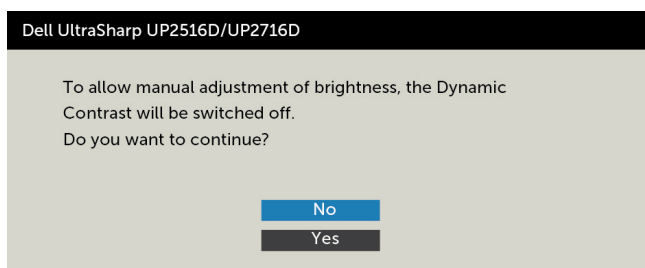 Dell UltraSharp UP2516D/UP2716D
To allow manual adjustment of brightness, the Dynamic
Contrast will be switched off.
Do you want to continue?
No
Yes